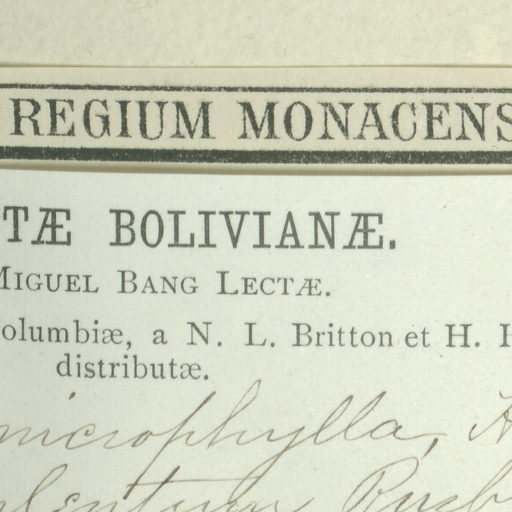 REGIUM MONACENS
TÆ BOLIVIANÆ.
MIGUEL BANG LECTÆ.
olumbiæ, a N. L. Britton et H. H
distributæ.
microphylla,